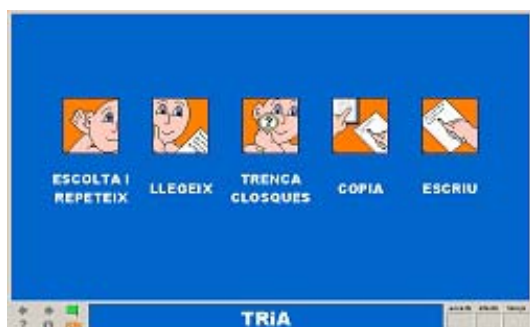 ESCOLTA I
REPETEIX
LLEGEIX
TRENCA
CLOSQUES
COPIA
ESCRIU
TRiA